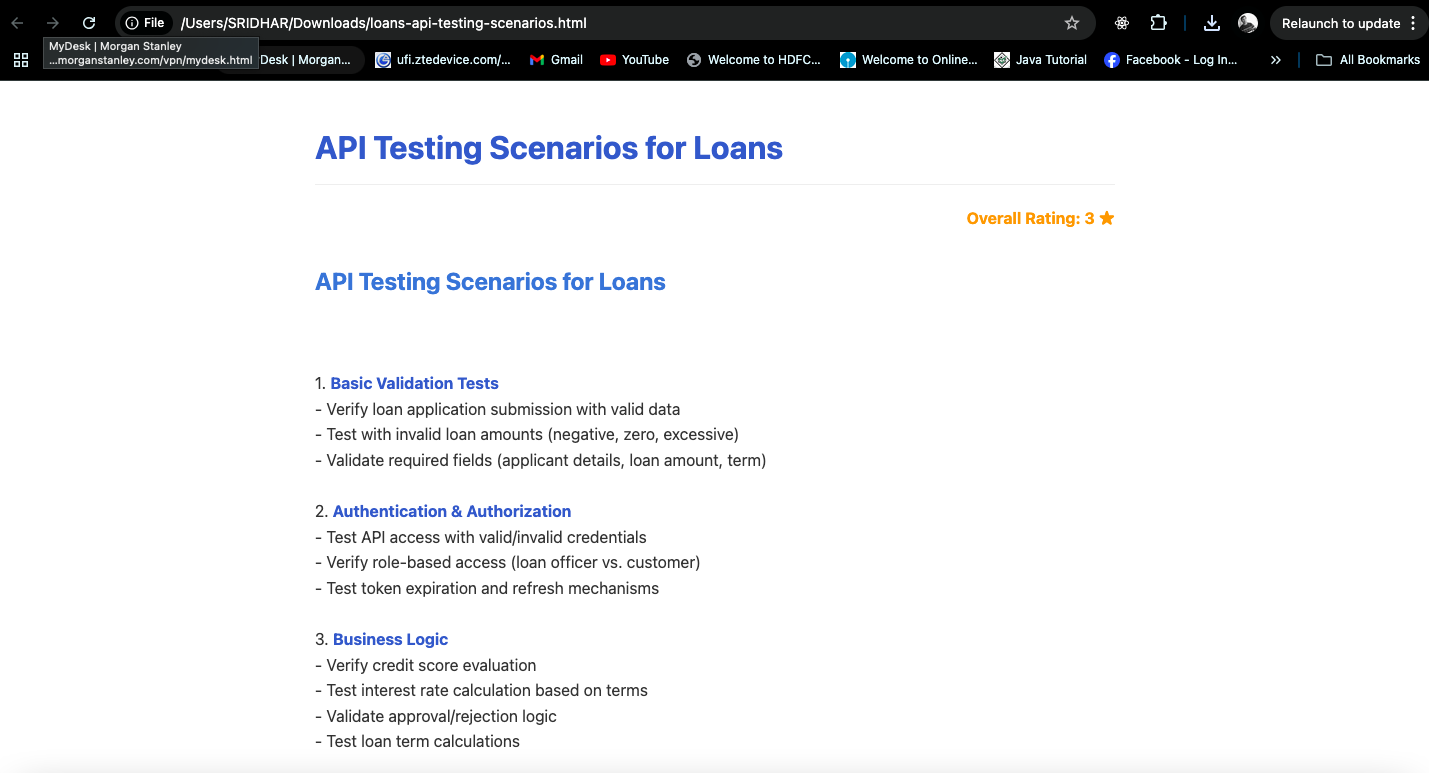 File /Users/SRIDHAR/Downloads/loans-api-testing-scenarios.html Relaunch to update
MyDesk | Morgan Stanley
...morganstanley.com/vpn/mydesk.html
Desk | Morgan... ufi.ztedevice.com/... Gmail YouTube Welcome to HDFC... Welcome to Online... Java Tutorial Facebook - Log In... » All Bookmarks
API Testing Scenarios for Loans
Overall Rating: 3 ★
API Testing Scenarios for Loans
1. Basic Validation Tests
- Verify loan application submission with valid data
- Test with invalid loan amounts (negative, zero, excessive)
- Validate required fields (applicant details, loan amount, term)
2. Authentication & Authorization
- Test API access with valid/invalid credentials
- Verify role-based access (loan officer vs. customer)
- Test token expiration and refresh mechanisms
3. Business Logic
- Verify credit score evaluation
- Test interest rate calculation based on terms
- Validate approval/rejection logic
- Test loan term calculations